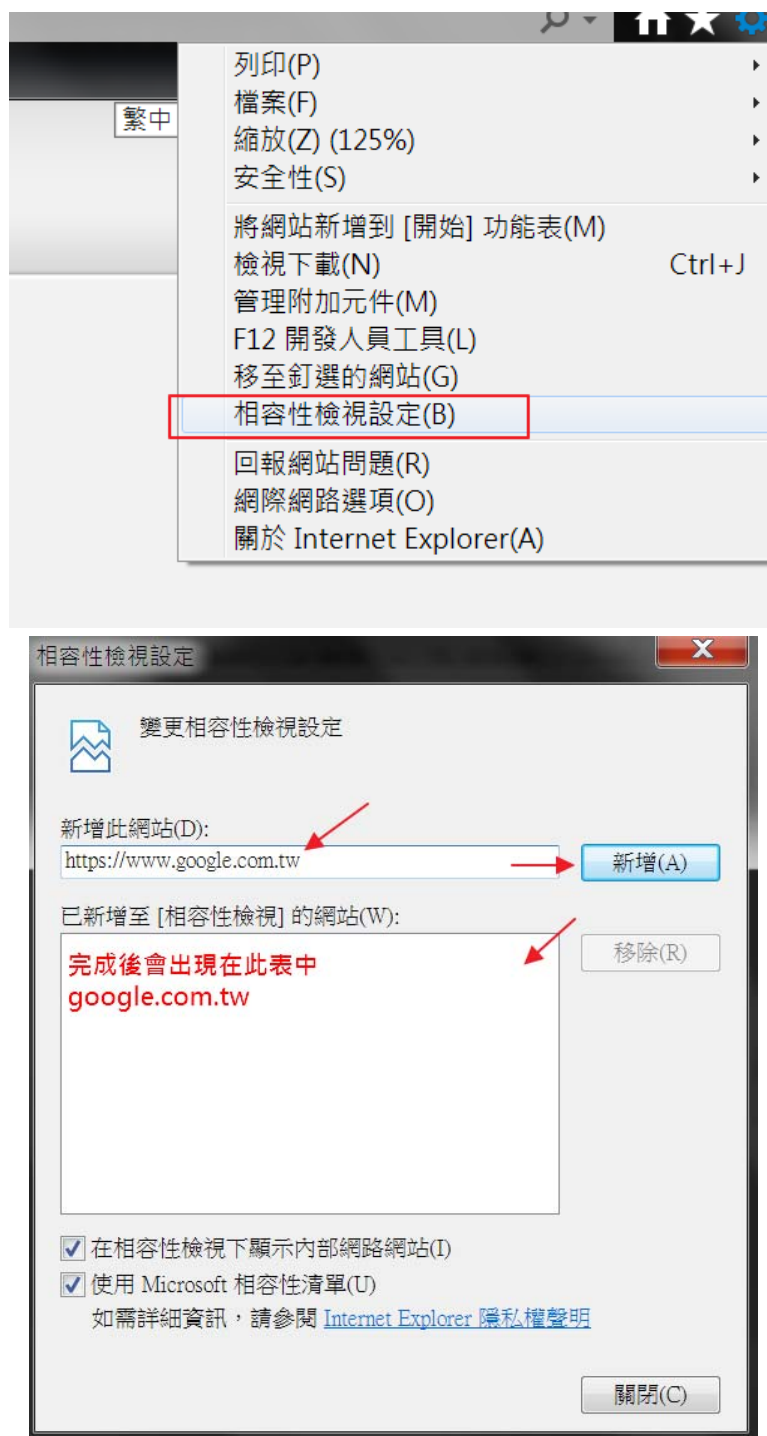 繁中
列印(P)
檔案(F)
縮放(Z) (125%)
安全性(S)
將網站新增到 [開始] 功能表(M)
檢視下載(N) Ctrl+J
管理附加元件(M)
F12 開發人員工具(L)
移至釘選的網站(G)
相容性檢視設定(B)
回報網站問題(R)
網際網路選項(O)
關於 Internet Explorer(A)
相容性檢視設定
變更相容性檢視設定
新增此網站(D):
https://www.google.com.tw
新增(A)
已新增至 [相容性檢視] 的網站(W):
移除(R)
完成後會出現在此表中
google.com.tw
在相容性檢視下顯示內部網路網站(I)
使用 Microsoft 相容性清單(U)
如需詳細資訊，請參閱 Internet Explorer 隱私權聲明
關閉(C)